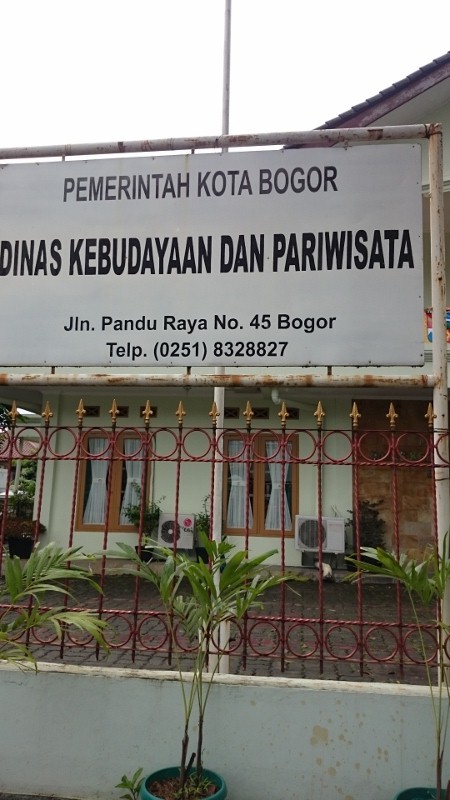 PEMERINTAH KOTA BOGOR
DINAS KEBUDAYAAN DAN PARIWISATA
Jln. Pandu Raya No. 45 Bogor
Telp. (0251) 8328827